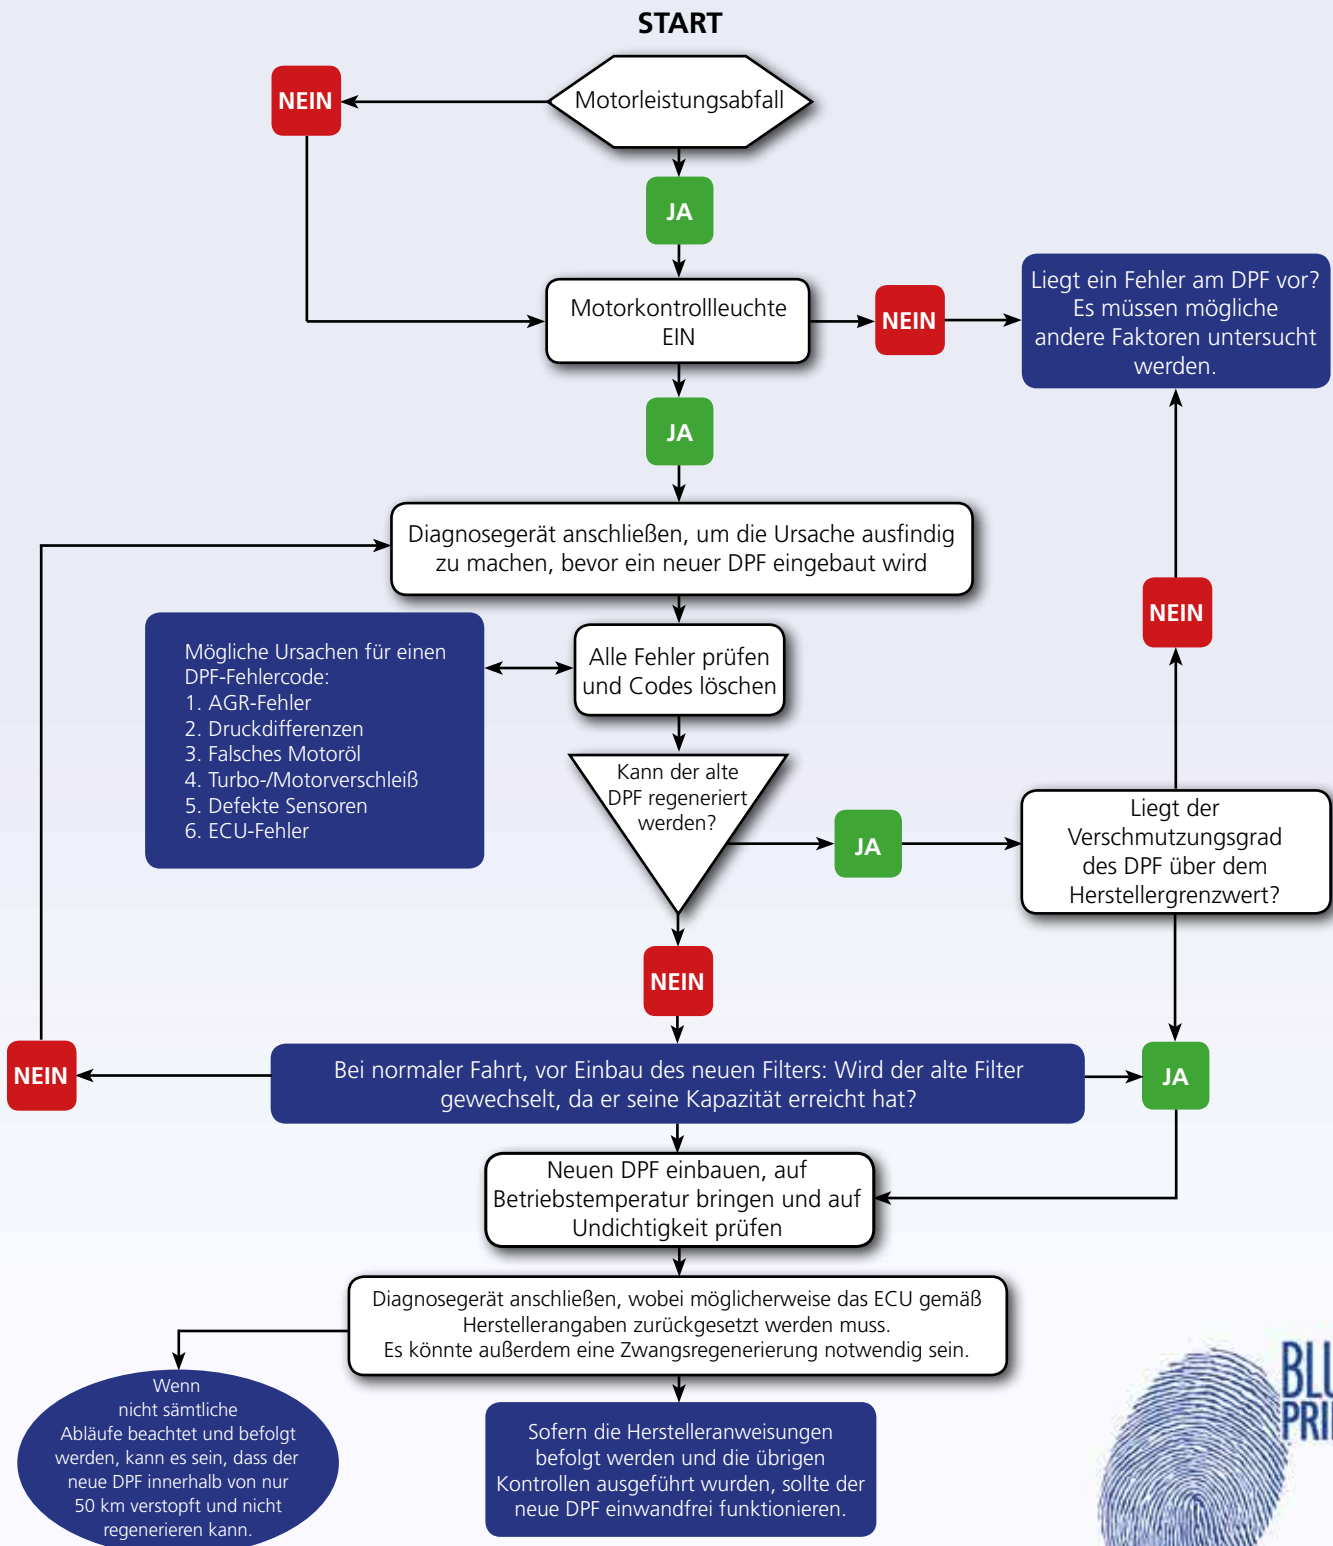 START
Motorleistungsabfall
NEIN
JA
Motorkontrollleuchte
EIN
NEIN
Liegt ein Fehler am DPF vor?
Es müssen mögliche
andere Faktoren untersucht
werden.
JA
Diagnosegerät anschließen, um die Ursache ausfindig
zu machen, bevor ein neuer DPF eingebaut wird
NEIN
Mögliche Ursachen für einen
DPF-Fehlercode:
1. AGR-Fehler
2. Druckdifferenzen
3. Falsches Motoröl
4. Turbo-/Motorverschleiß
5. Defekte Sensoren
6. ECU-Fehler
Alle Fehler prüfen
und Codes löschen
Kann der alte
DPF regeneriert
werden?
JA
Liegt der
Verschmutzungsgrad
des DPF über dem
Herstellergrenzwert?
NEIN
NEIN
Bei normaler Fahrt, vor Einbau des neuen Filters: Wird der alte Filter
gewechselt, da er seine Kapazität erreicht hat?
JA
Neuen DPF einbauen, auf
Betriebstemperatur bringen und auf
Undichtigkeit prüfen
Diagnosegerät anschließen, wobei möglicherweise das ECU gemäß
Herstellerangaben zurückgesetzt werden muss.
Es könnte außerdem eine Zwangsregenerierung notwendig sein.
Wenn
nicht sämtliche
Abläufe beachtet und befolgt
werden, kann es sein, dass der
neue DPF innerhalb von nur
50 km verstopft und nicht
regenerieren kann.
Sofern die Herstelleranweisungen
befolgt werden und die übrigen
Kontrollen ausgeführt wurden, sollte der
neue DPF einwandfrei funktionieren.